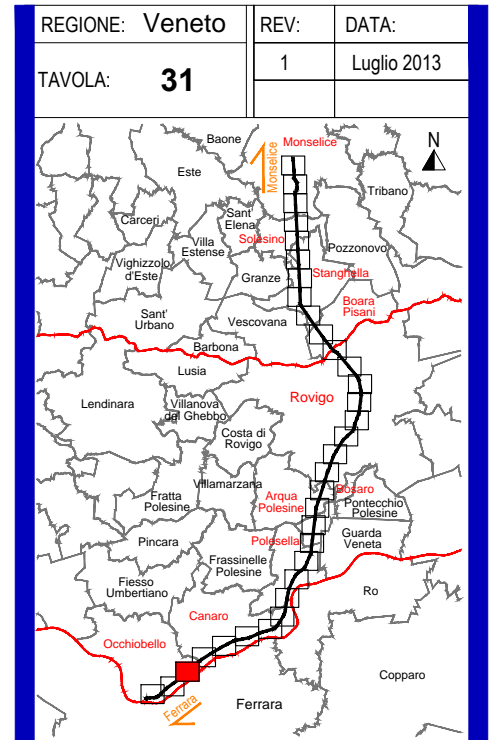 REGIONE: Veneto
REV:
DATA:
TAVOLA: 31
1
Luglio 2013
Baone
Monselice
N
Monselice
Este
Tribano
Carceri
Sant'
Elena
Solesino
Villa
Estense
Pozzonovo
Vighizzolo
d'Este
Granze
Stanghella
Boara
Pisani
Sant'
Urbano
Vescovana
Barbona
Lusia
Rovigo
Lendinara
Villanova
del Ghebbo
Costa di
Rovigo
Villamarzana
Fratta
Polesine
Arqua
Polesine
Bosaro
Pontecchio
Polesine
Pincara
Polesella
Guarda
Veneta
Frassinelle
Polesine
Fiesso
Umbertiano
Ro
Canaro
Occhiobello
Copparo
Ferrara
Ferrara